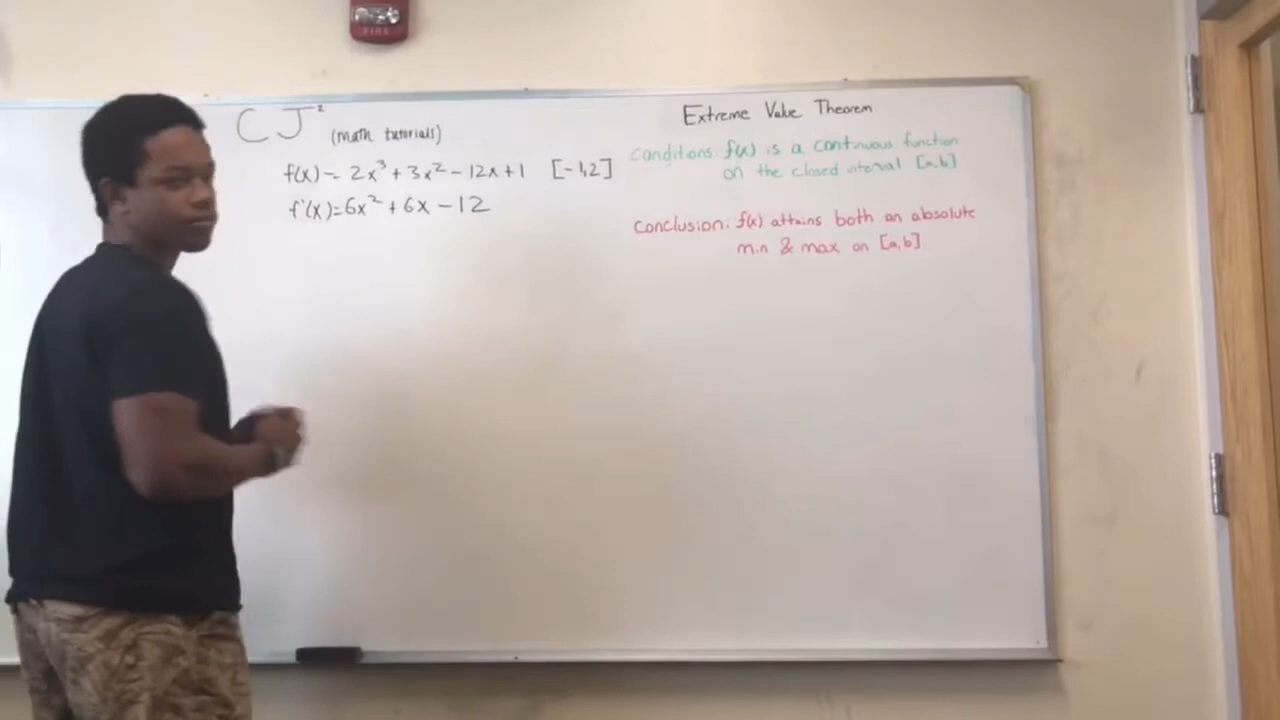 FIRE
CJ²
(math tutorials)
f(x) = 2x³ + 3x² - 12x + 1 [-1,2]
f'(x) = 6x² + 6x - 12
Extreme Value Theorem
conditions: f(x) is a continuous function
on the closed interval [a,b]
conclusion: f(x) attains both an absolute
min & max on [a,b]